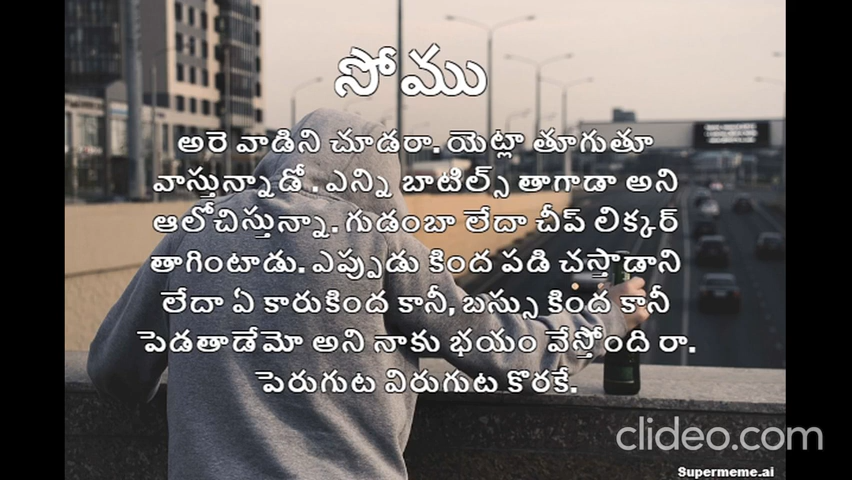 సోము
అరె వాడిని చూడరా. యెట్లా తూగుతూ
వాస్తున్నాడో . ఎన్ని బాటిల్స్ తాగాడా అని
ఆలోచిస్తున్నా. గుడంబా లేదా చీప్ లిక్కర్
తాగింటాడు. ఎప్పుడు కింద పడి చస్తాడాని
లేదా ఏ కారుకింద కానీ, బస్సు కింద కానీ
పెడతాడేమో అని నాకు భయం వేస్తోంది రా.
పెరుగుట విరుగుట కొరకే.
clideo.com
Supermeme.ai